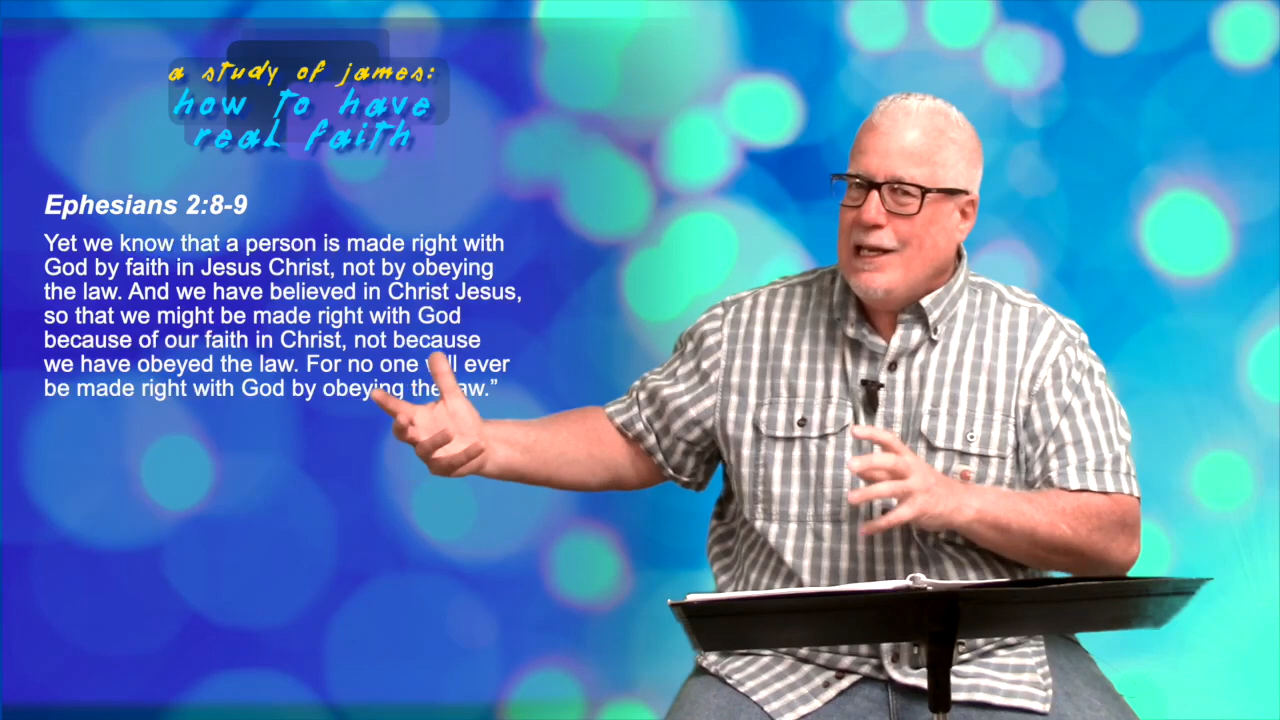 a study of james:
how to have
real faith
Ephesians 2:8-9
Yet we know that a person is made right with
God by faith in Jesus Christ, not by obeying
the law. And we have believed in Christ Jesus,
so that we might be made right with God
because of our faith in Christ, not because
we have obeyed the law. For no one will ever
be made right with God by obeying the law.”